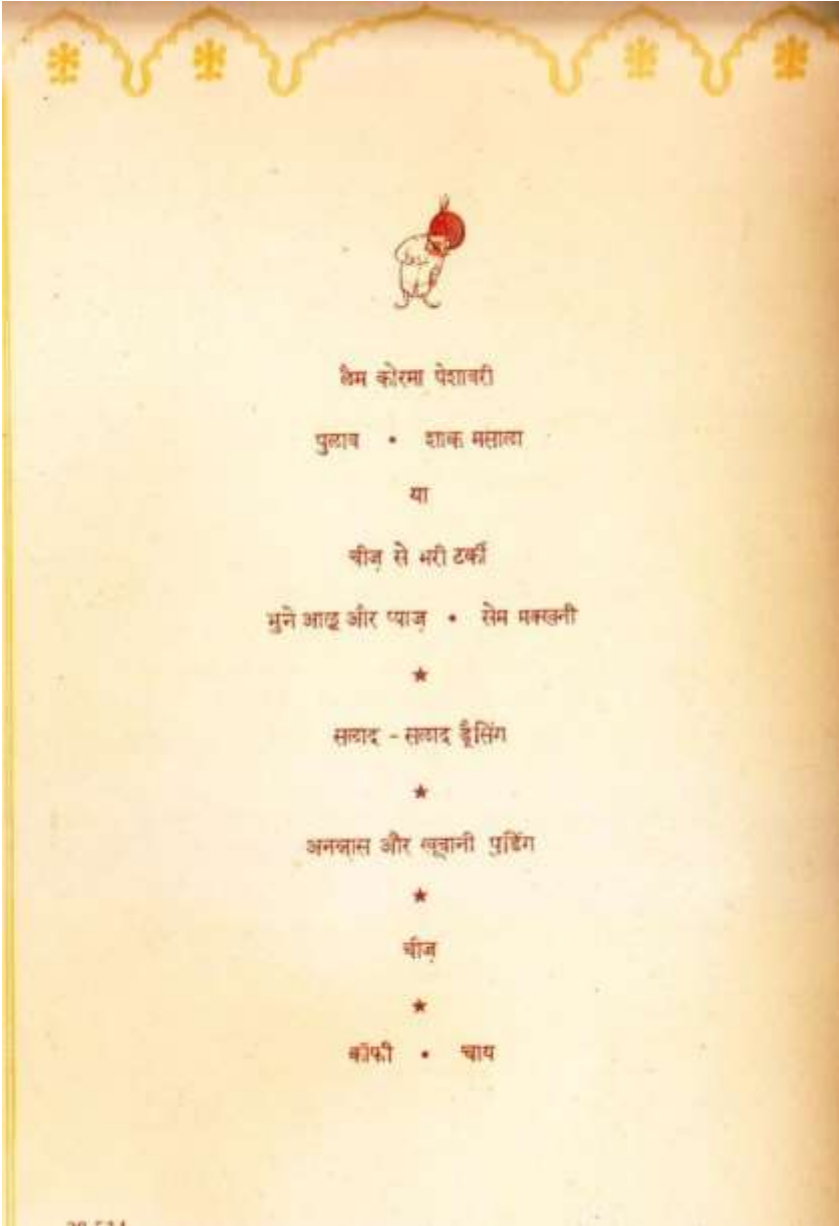 लैम कोरमा पेशावरी
पुलाव • शाक मसाला
या
चीज़ से भरी टर्की
भुने आलू और प्याज़ • सेम मक्खनी
★
सलाद - सलाद ड्रैसिंग
★
अनन्नास और खूबानी पुडिंग
★
चीज़
★
कॉफी • चाय